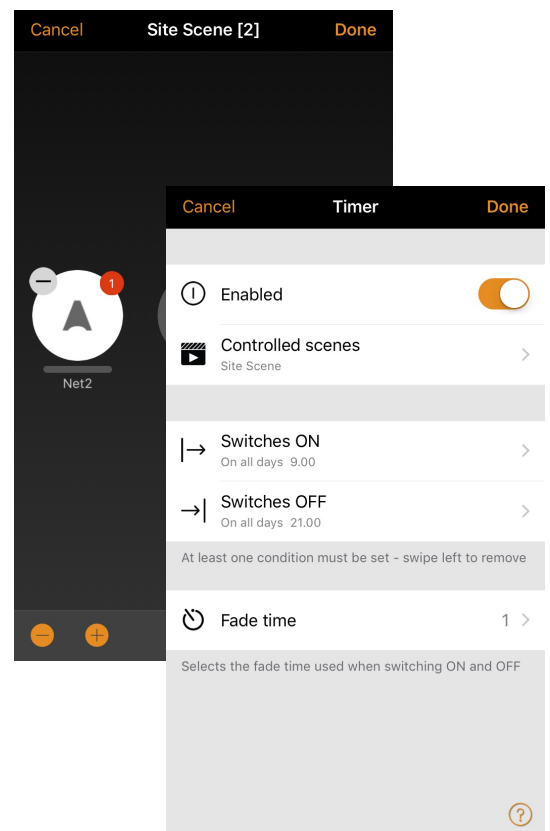 Cancel Site Scene [2] Done
1
Net2
Cancel Timer Done
Enabled
Controlled scenes
Site Scene
Switches ON
On all days 9.00
Switches OFF
On all days 21.00
At least one condition must be set - swipe left to remove
Fade time 1
Selects the fade time used when switching ON and OFF
?